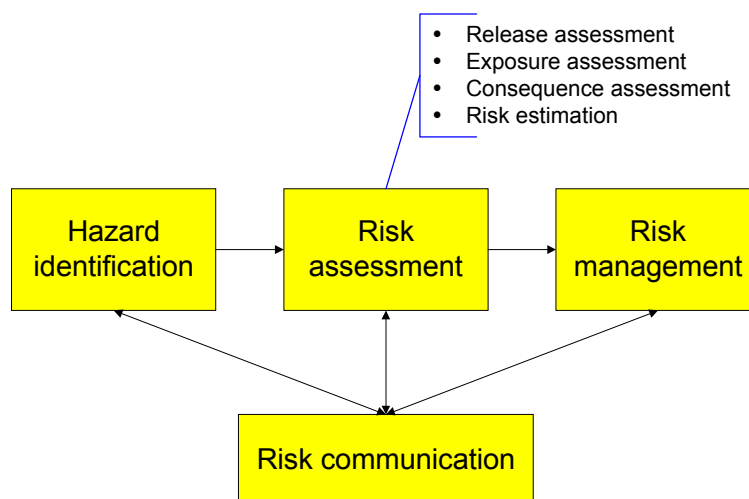 • Release assessment
• Exposure assessment
• Consequence assessment
• Risk estimation
Hazard
identification
Risk
assessment
Risk
management
Risk communication